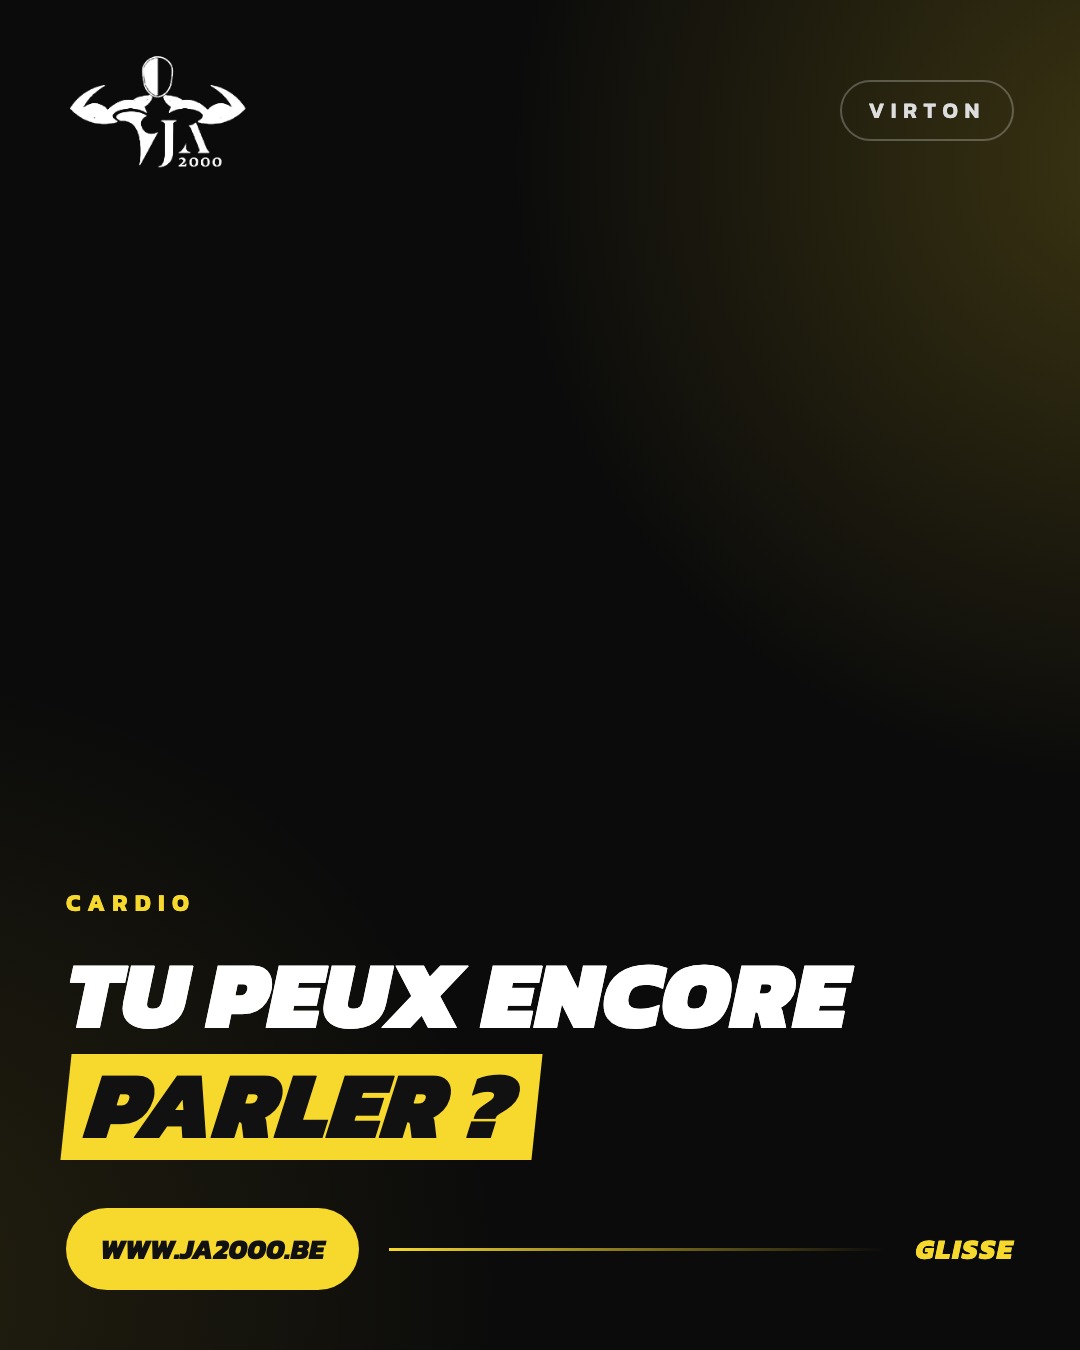 JA
2000
VIRTON
CARDIO
TU PEUX ENCORE
PARLER ?
WWW.JA2000.BE
GLISSE